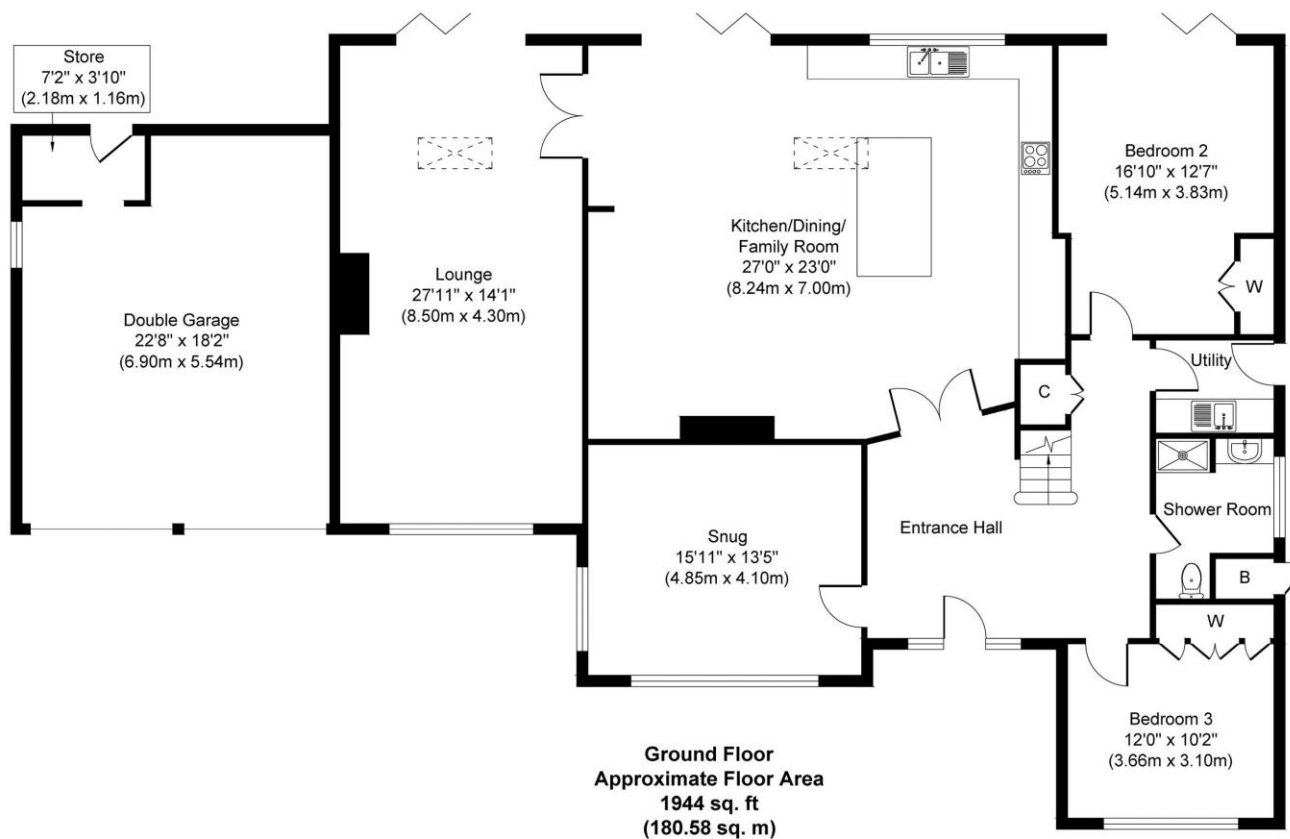 Store
7'2" x 3'10"
(2.18m x 1.16m)
Double Garage
22'8" x 18'2"
(6.90m x 5.54m)
Lounge
27'11" x 14'1"
(8.50m x 4.30m)
Kitchen/Dining/
Family Room
27'0" x 23'0"
(8.24m x 7.00m)
Bedroom 2
16'10" x 12'7"
(5.14m x 3.83m)
W
Utility
C
Shower Room
Entrance Hall
Snug
15'11" x 13'5"
(4.85m x 4.10m)
B
W
Bedroom 3
12'0" x 10'2"
(3.66m x 3.10m)
Ground Floor
Approximate Floor Area
1944 sq. ft
(180.58 sq. m)